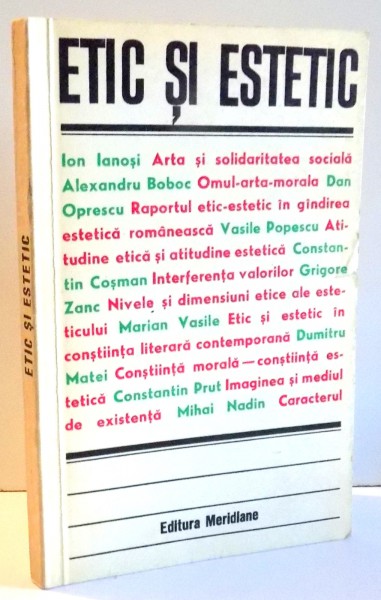 ETIC ȘI ESTETIC
Ion Ianoși Arta și solidaritatea socială
Alexandru Boboc Omul-arta-morala Dan
Oprescu Raportul etic-estetic în gîndirea
estetică românească Vasile Popescu Ati-
tudine etică și atitudine estetică Constan-
tin Coșman Interferența valorilor Grigore
Zanc Nivele și dimensiuni etice ale este-
ticului Marian Vasile Etic și estetic în
conștiința literară contemporană Dumitru
Matei Conștiință morală — conștiință es-
tetică Constantin Prut Imaginea și mediul
de existență Mihai Nadin Caracterul
Editura Meridiane
ETIC ȘI ESTETIC